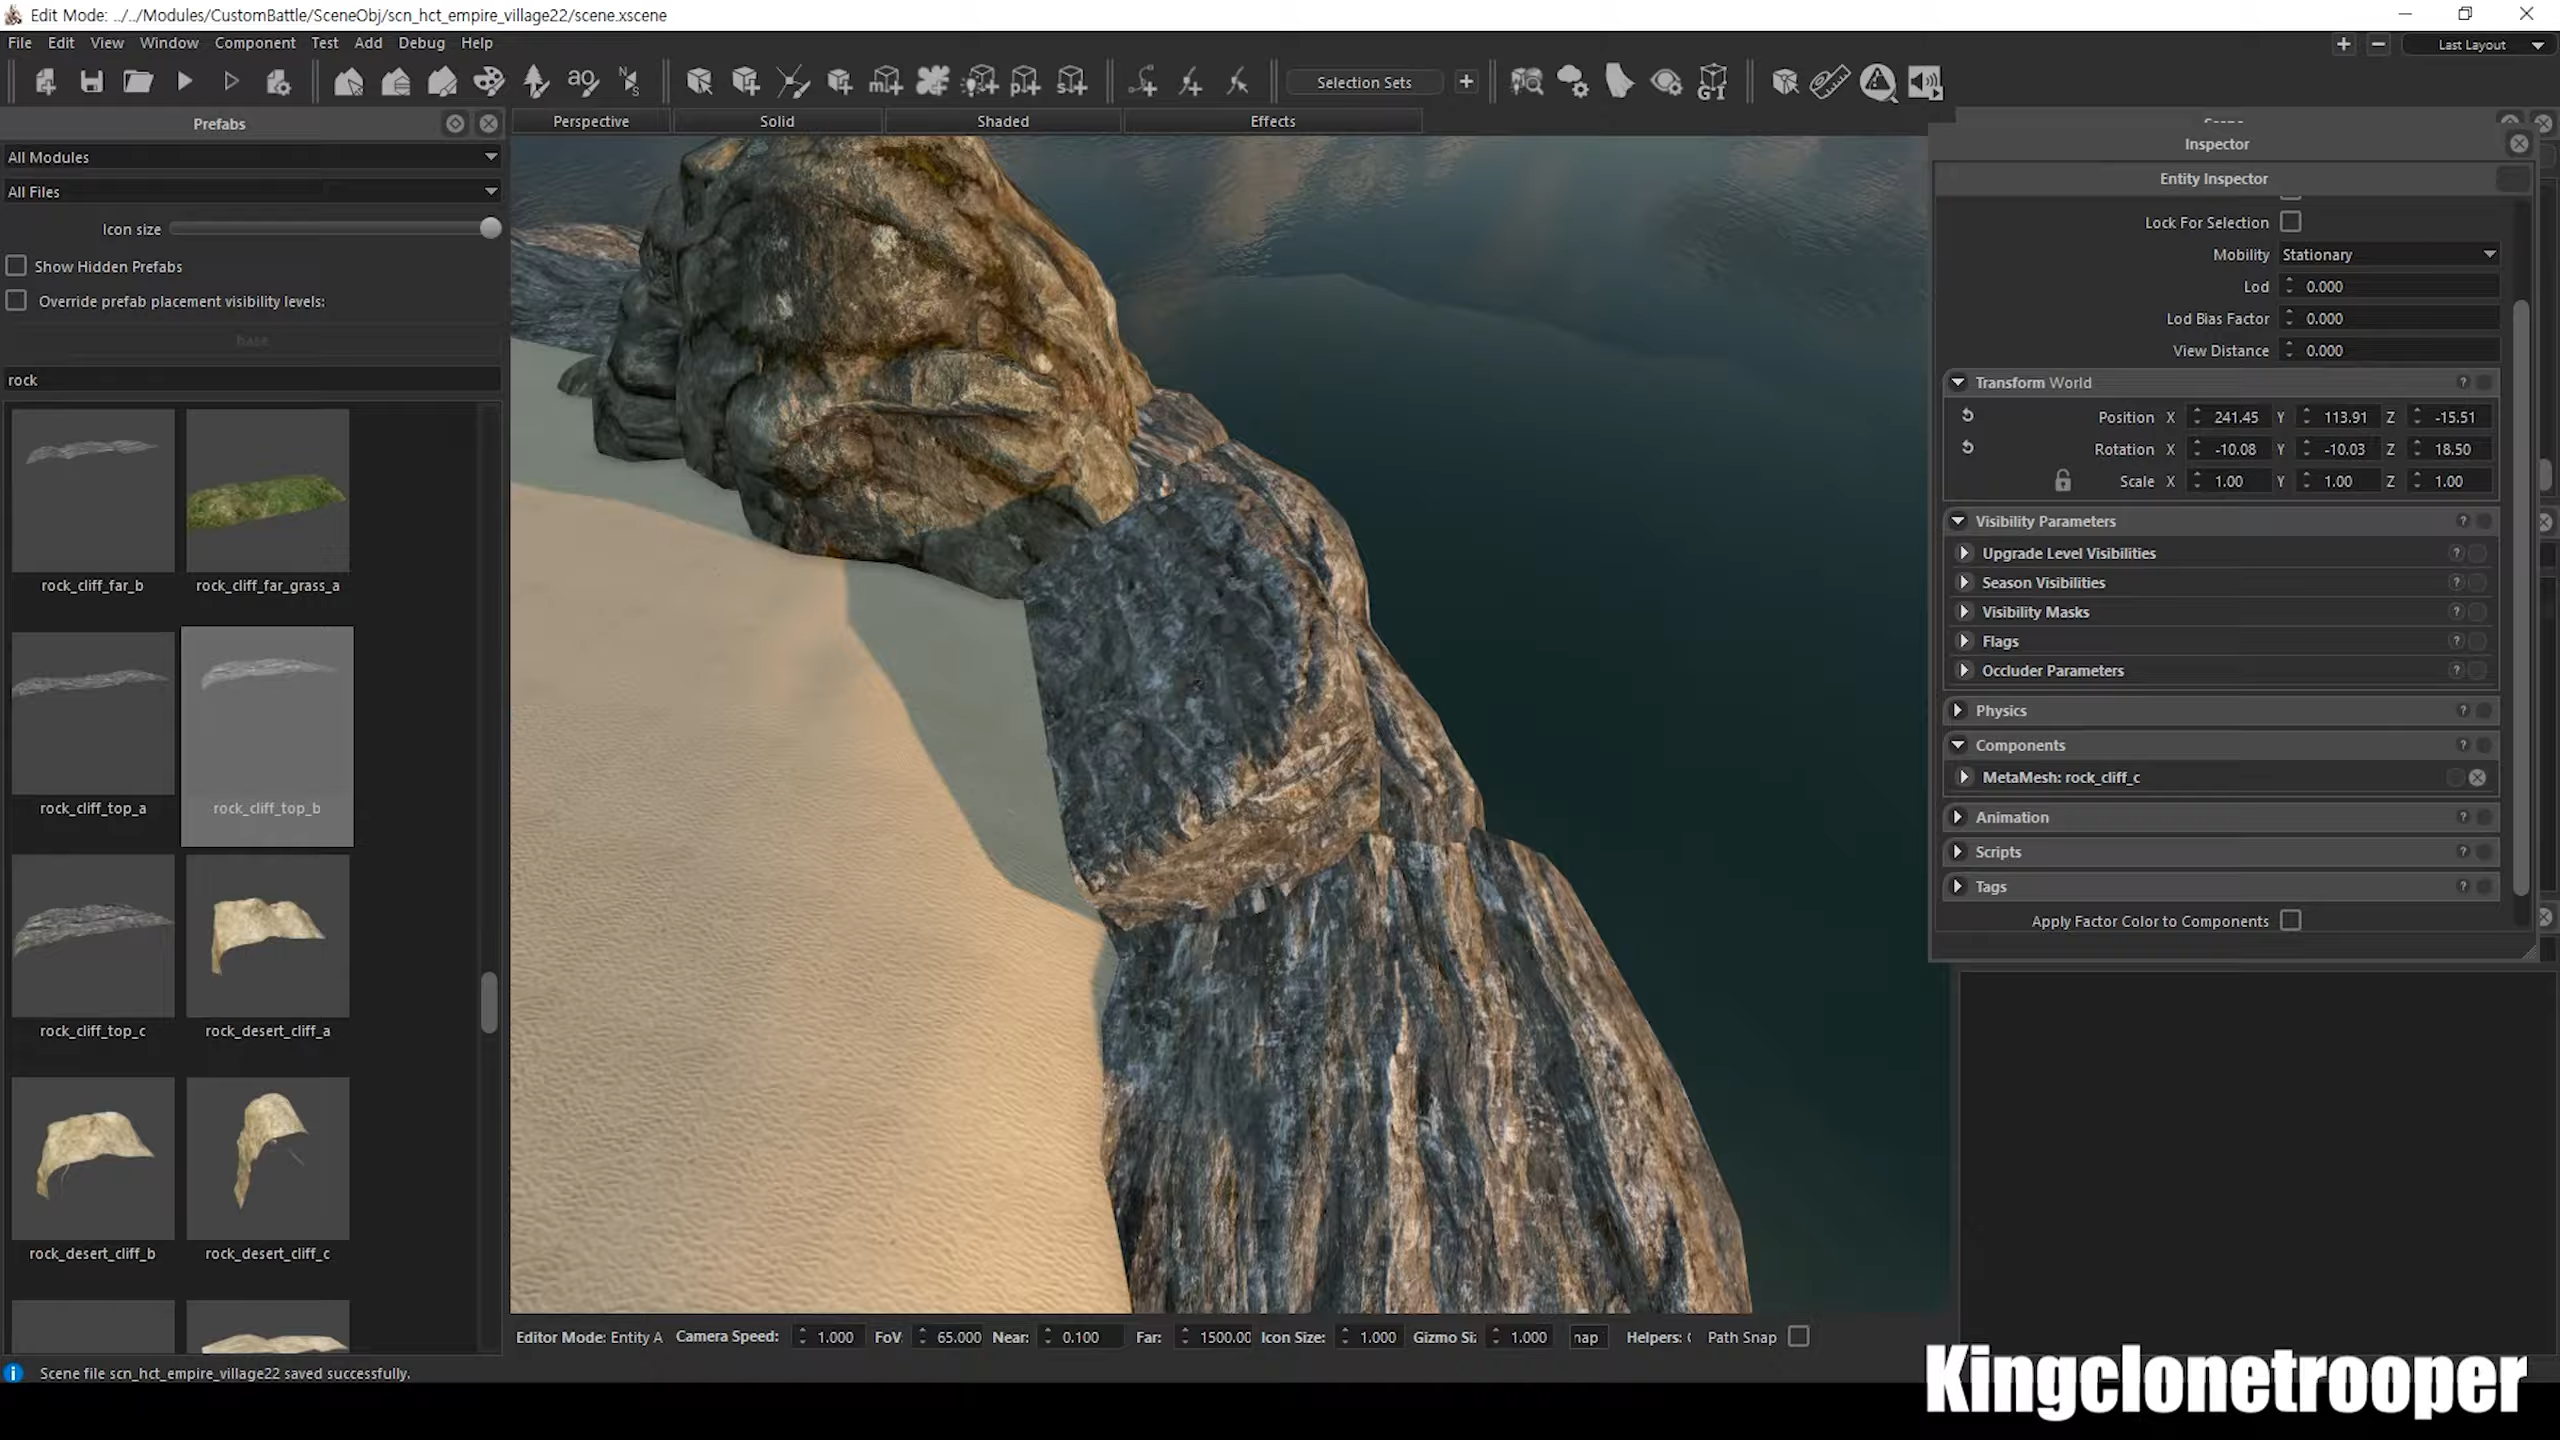 Edit Mode: ../../Modules/CustomBattle/SceneObj/scn_hct_empire_village22/scene.xscene
File Edit View Window Component Test Add Debug Help
Last Layout
Selection Sets
Prefabs
All Modules
All Files
Icon size
Show Hidden Prefabs
Override prefab placement visibility levels:
base
rock
rock_cliff_far_b rock_cliff_far_grass_a
rock_cliff_top_a rock_cliff_top_b
rock_cliff_top_c rock_desert_cliff_a
rock_desert_cliff_b rock_desert_cliff_c
Perspective Solid Shaded Effects
Inspector
Entity Inspector
Lock For Selection
Mobility Stationary
Lod 0.000
Lod Bias Factor 0.000
View Distance 0.000
Transform World
Position X 241.45 Y 113.91 Z -15.51
Rotation X -10.08 Y -10.03 Z 18.50
Scale X 1.00 Y 1.00 Z 1.00
Visibility Parameters
Upgrade Level Visibilities
Season Visibilities
Visibility Masks
Flags
Occluder Parameters
Physics
Components
MetaMesh: rock_cliff_c
Animation
Scripts
Tags
Apply Factor Color to Components
Editor Mode: Entity A Camera Speed: 1.000 FoV 65.000 Near: 0.100 Far: 1500.00 Icon Size: 1.000 Gizmo Si: 1.000 nap Helpers: Path Snap
Scene file scn_hct_empire_village22 saved successfully.
Kingclonetrooper